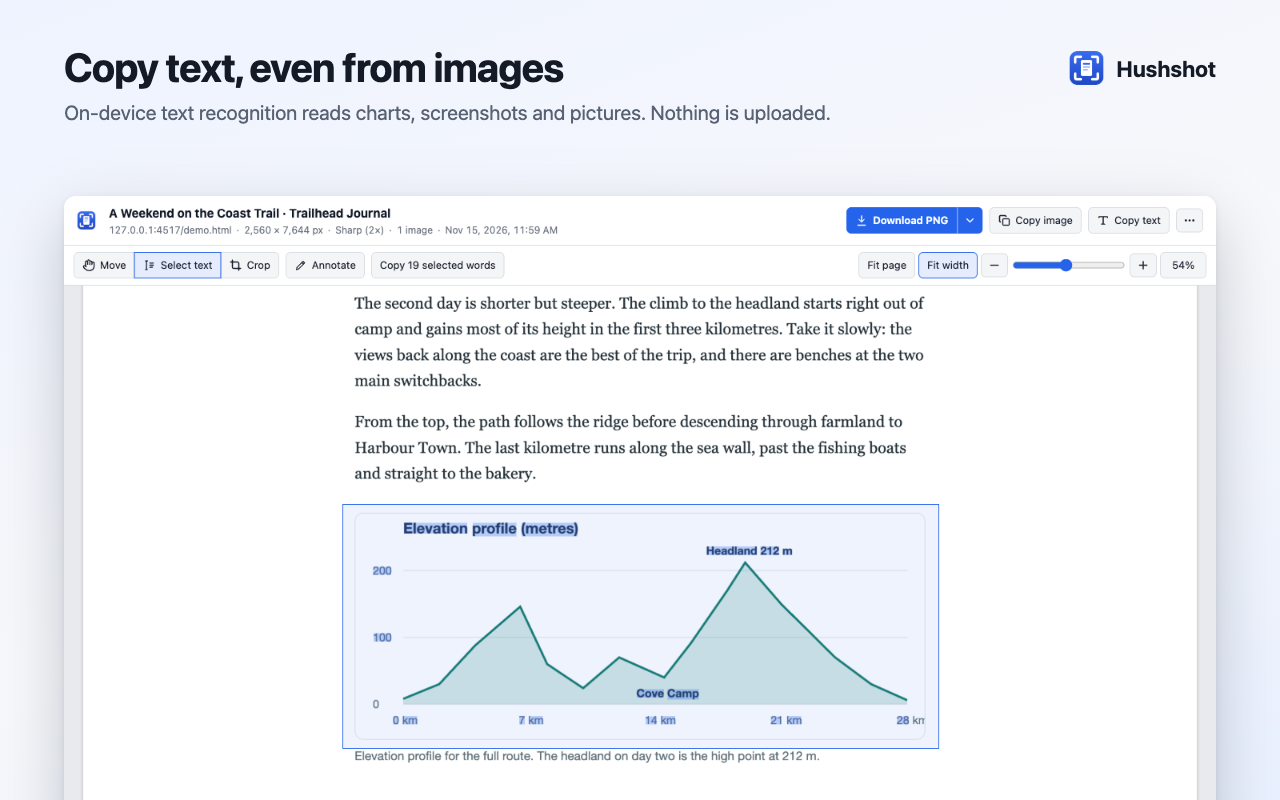 Copy text, even from images
Hushshot
On-device text recognition reads charts, screenshots and pictures. Nothing is uploaded.
A Weekend on the Coast Trail · Trailhead Journal
127.0.0.1:4517/demo.html · 2,560 × 7,644 px · Sharp (2x) · 1 image · Nov 15, 2026, 11:59 AM
Download PNG
Copy image
Copy text
Move
Select text
Crop
Annotate
Copy 19 selected words
Fit page
Fit width
54%
The second day is shorter but steeper. The climb to the headland starts right out of
camp and gains most of its height in the first three kilometres. Take it slowly: the
views back along the coast are the best of the trip, and there are benches at the two
main switchbacks.
From the top, the path follows the ridge before descending through farmland to
Harbour Town. The last kilometre runs along the sea wall, past the fishing boats
and straight to the bakery.
Elevation profile (metres)
Headland 212 m
200
100
Cove Camp
0
0 km 7 km 14 km 21 km 28 km
Elevation profile for the full route. The headland on day two is the high point at 212 m.